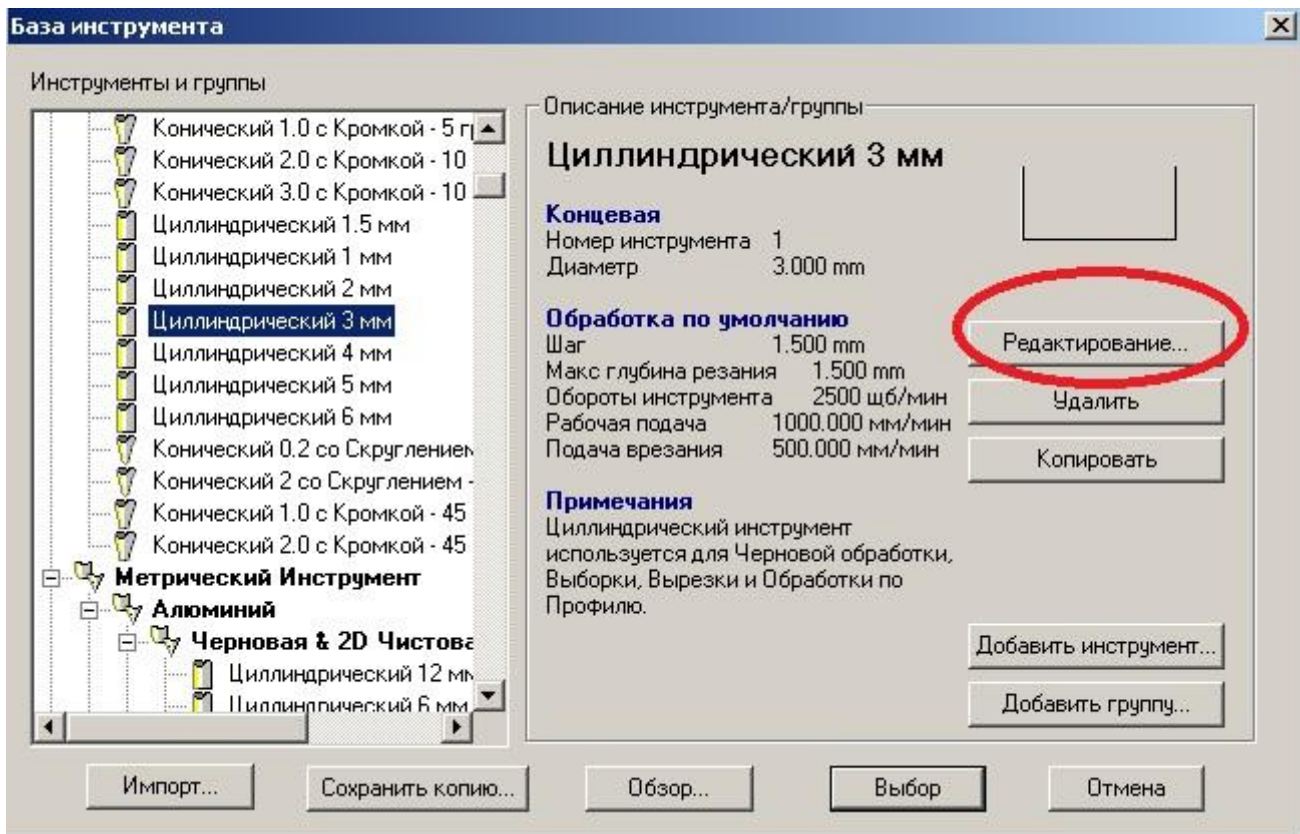 База инструмента
Инструменты и группы
Конический 1.0 с Кромкой - 5 г
Конический 2.0 с Кромкой - 10
Конический 3.0 с Кромкой - 10
Циллиндрический 1.5 мм
Циллиндрический 1 мм
Циллиндрический 2 мм
Циллиндрический 3 мм
Циллиндрический 4 мм
Циллиндрический 5 мм
Циллиндрический 6 мм
Конический 0.2 со Скруглением
Конический 2 со Скруглением -
Конический 1.0 с Кромкой - 45
Конический 2.0 с Кромкой - 45
Метрический Инструмент
Алюминий
Черновая & 2D Чистова
Циллиндрический 12 мм
Циллиндрический 6 мм
Описание инструмента/группы
Циллиндрический 3 мм
Концевая
Номер инструмента 1
Диаметр 3.000 mm
Обработка по умолчанию
Шаг 1.500 mm
Макс глубина резания 1.500 mm
Обороты инструмента 2500 щб/мин
Рабочая подача 1000.000 мм/мин
Подача врезания 500.000 мм/мин
Примечания
Циллиндрический инструмент
используется для Черновой обработки,
Выборки, Вырезки и Обработки по
Профилю.
Редактирование...
Удалить
Копировать
Добавить инструмент...
Добавить группу...
Импорт...
Сохранить копию...
Обзор...
Выбор
Отмена